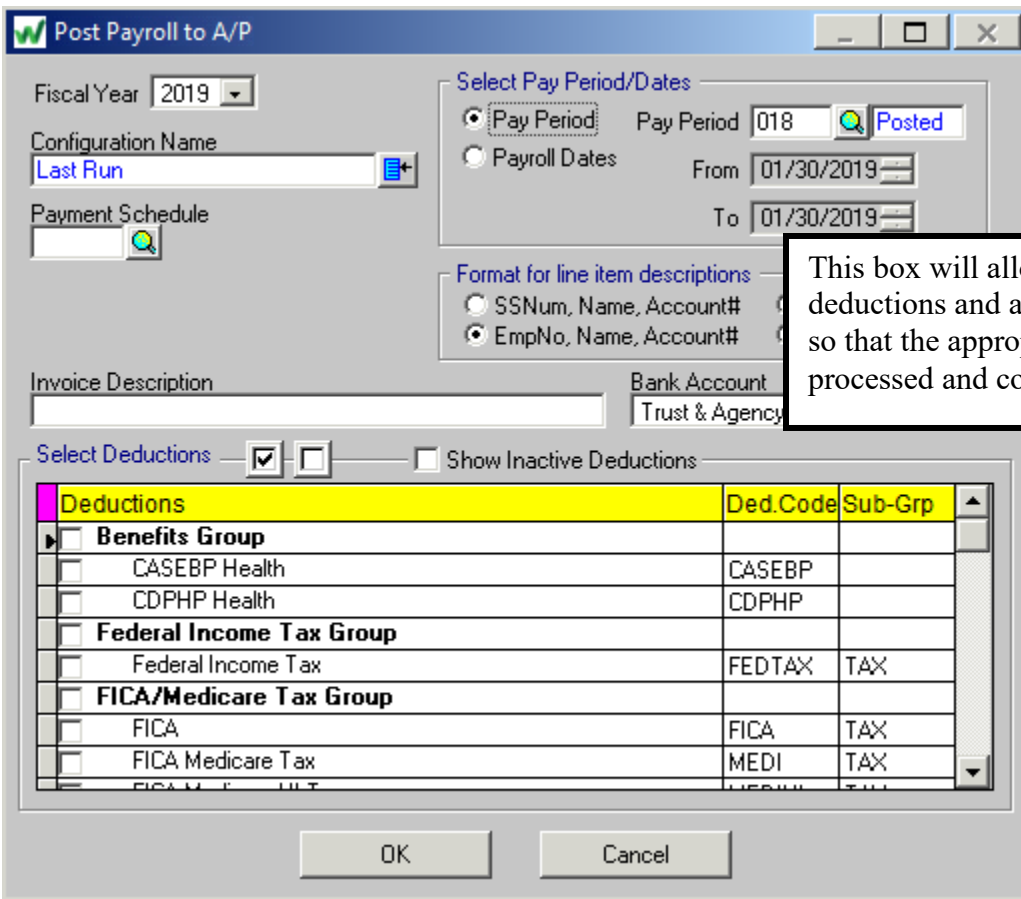 Post Payroll to A/P
Fiscal Year 2019
Configuration Name
Last Run
Payment Schedule
Select Pay Period/Dates
Pay Period Pay Period 018 Posted
Payroll Dates From 01/30/2019
To 01/30/2019
Format for line item descriptions
SSNum, Name, Account#
EmpNo, Name, Account#
This box will
deductions and
so that the
processed and
Invoice Description
Bank Account
Trust & Agency
Select Deductions Show Inactive Deductions
Deductions Ded.Code Sub-Grp
Benefits Group
CASEBP Health CASEBP
CDPHP Health CDPHP
Federal Income Tax Group
Federal Income Tax FEDTAX TAX
FICA/Medicare Tax Group
FICA FICA TAX
FICA Medicare Tax MEDI TAX
OK Cancel